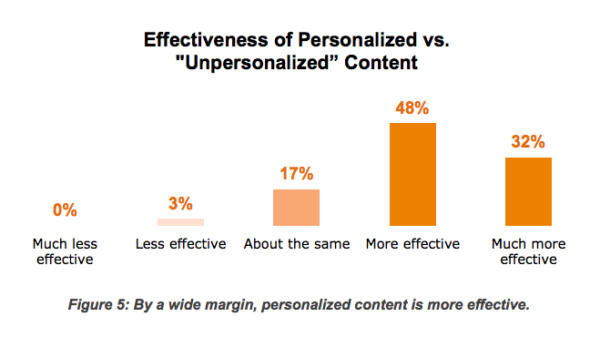 Effectiveness of Personalized vs.
"Unpersonalized” Content
48%
32%
17%
3%
0%
Much less
effective
Less effective
About the same
More effective
Much more
effective
Figure 5: By a wide margin, personalized content is more effective.